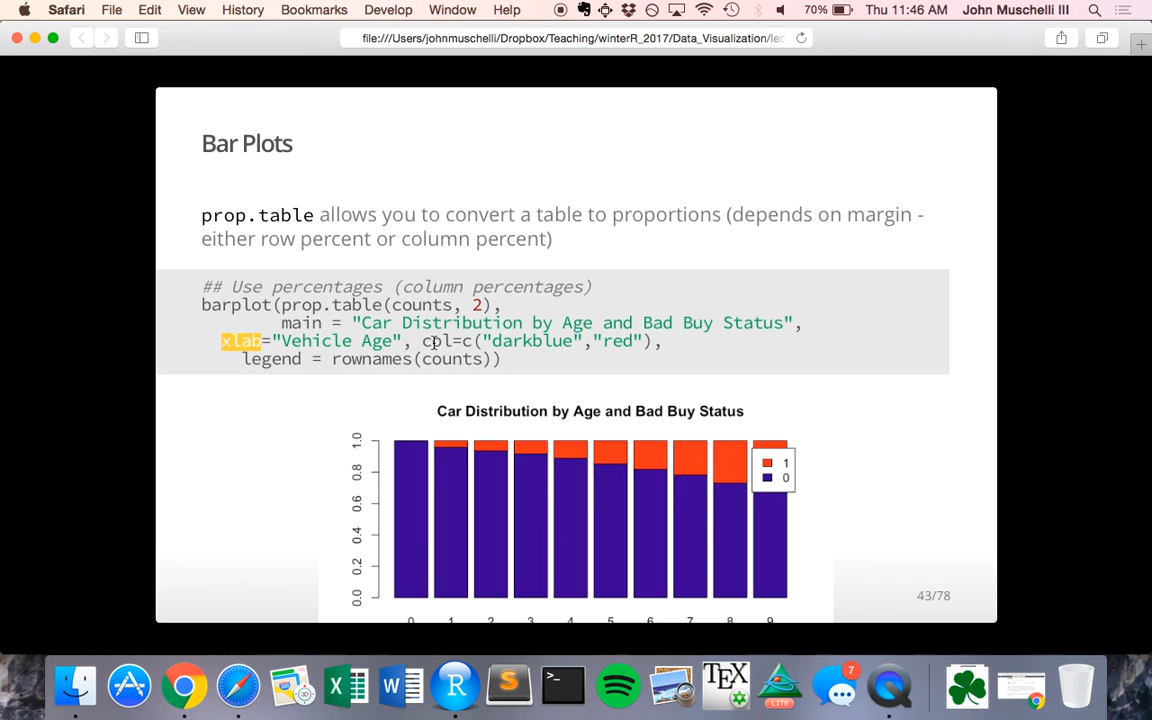 Safari File Edit View History Bookmarks Develop Window Help 70% Thu 11:46 AM John Muschelli III
file:///Users/johnmuschelli/Dropbox/Teaching/winterR_2017/Data_Visualization/lec
Bar Plots
prop.table allows you to convert a table to proportions (depends on margin -
either row percent or column percent)
## Use percentages (column percentages)
barplot(prop.table(counts, 2),
main = "Car Distribution by Age and Bad Buy Status",
xlab="Vehicle Age", col=c("darkblue","red"),
legend = rownames(counts))
Car Distribution by Age and Bad Buy Status
1.0
0.8
0.6
0.4
0.2
0.0
1
0
0 1 2 3 4 5 6 7 8 9
43/78
30
X
W
R
S
>_
TEX
LITE
7